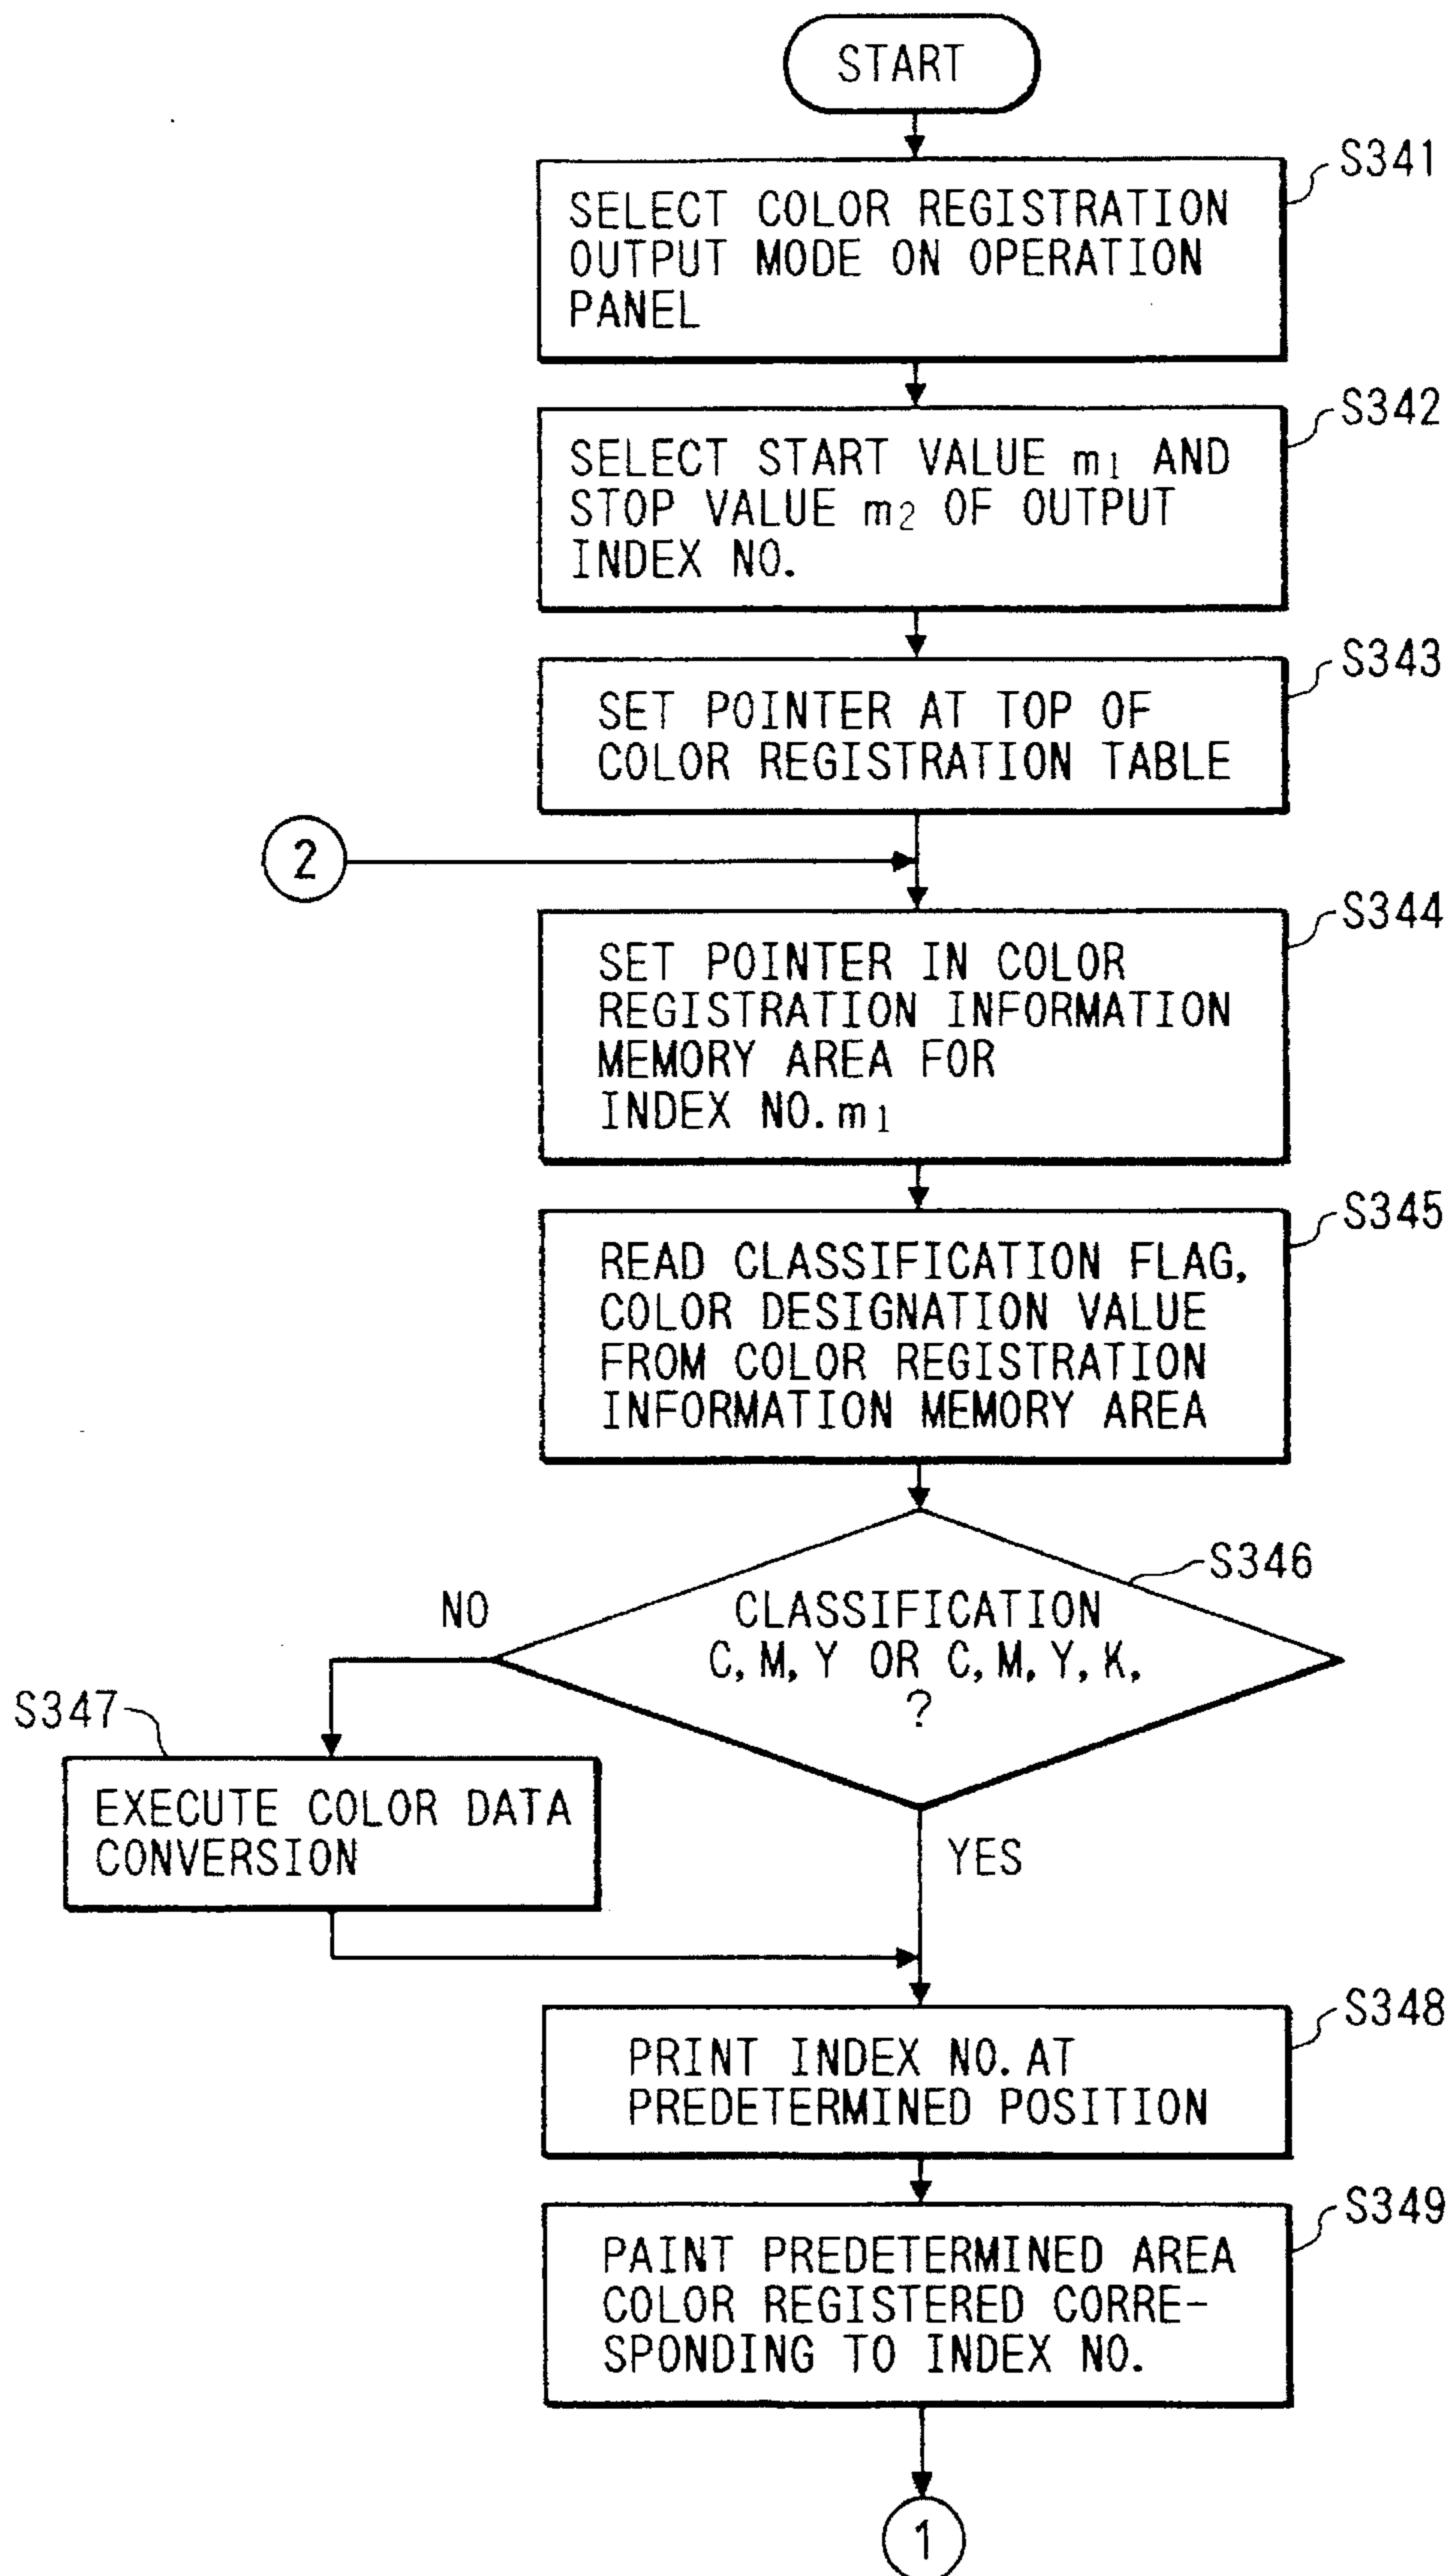 START
S341
SELECT COLOR REGISTRATION
OUTPUT MODE ON OPERATION
PANEL
S342
SELECT START VALUE m1 AND
STOP VALUE m2 OF OUTPUT
INDEX NO.
S343
SET POINTER AT TOP OF
COLOR REGISTRATION TABLE
2
S344
SET POINTER IN COLOR
REGISTRATION INFORMATION
MEMORY AREA FOR
INDEX NO.m1
S345
READ CLASSIFICATION FLAG,
COLOR DESIGNATION VALUE
FROM COLOR REGISTRATION
INFORMATION MEMORY AREA
S346
CLASSIFICATION
C,M,Y OR C,M,Y,K,
?
NO
YES
S347
EXECUTE COLOR DATA
CONVERSION
S348
PRINT INDEX NO.AT
PREDETERMINED POSITION
S349
PAINT PREDETERMINED AREA
COLOR REGISTERED CORRE-
SPONDING TO INDEX NO.
1